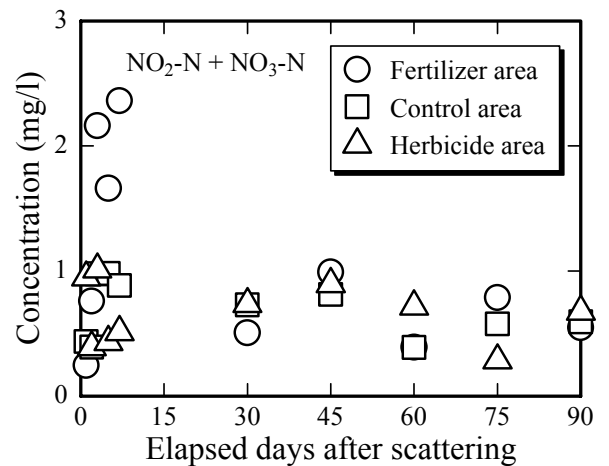 3
NO₂-N + NO₃-N
Fertilizer area
Control area
Herbicide area
2
1
0
Concentration (mg/l)
0 15 30 45 60 75 90
Elapsed days after scattering